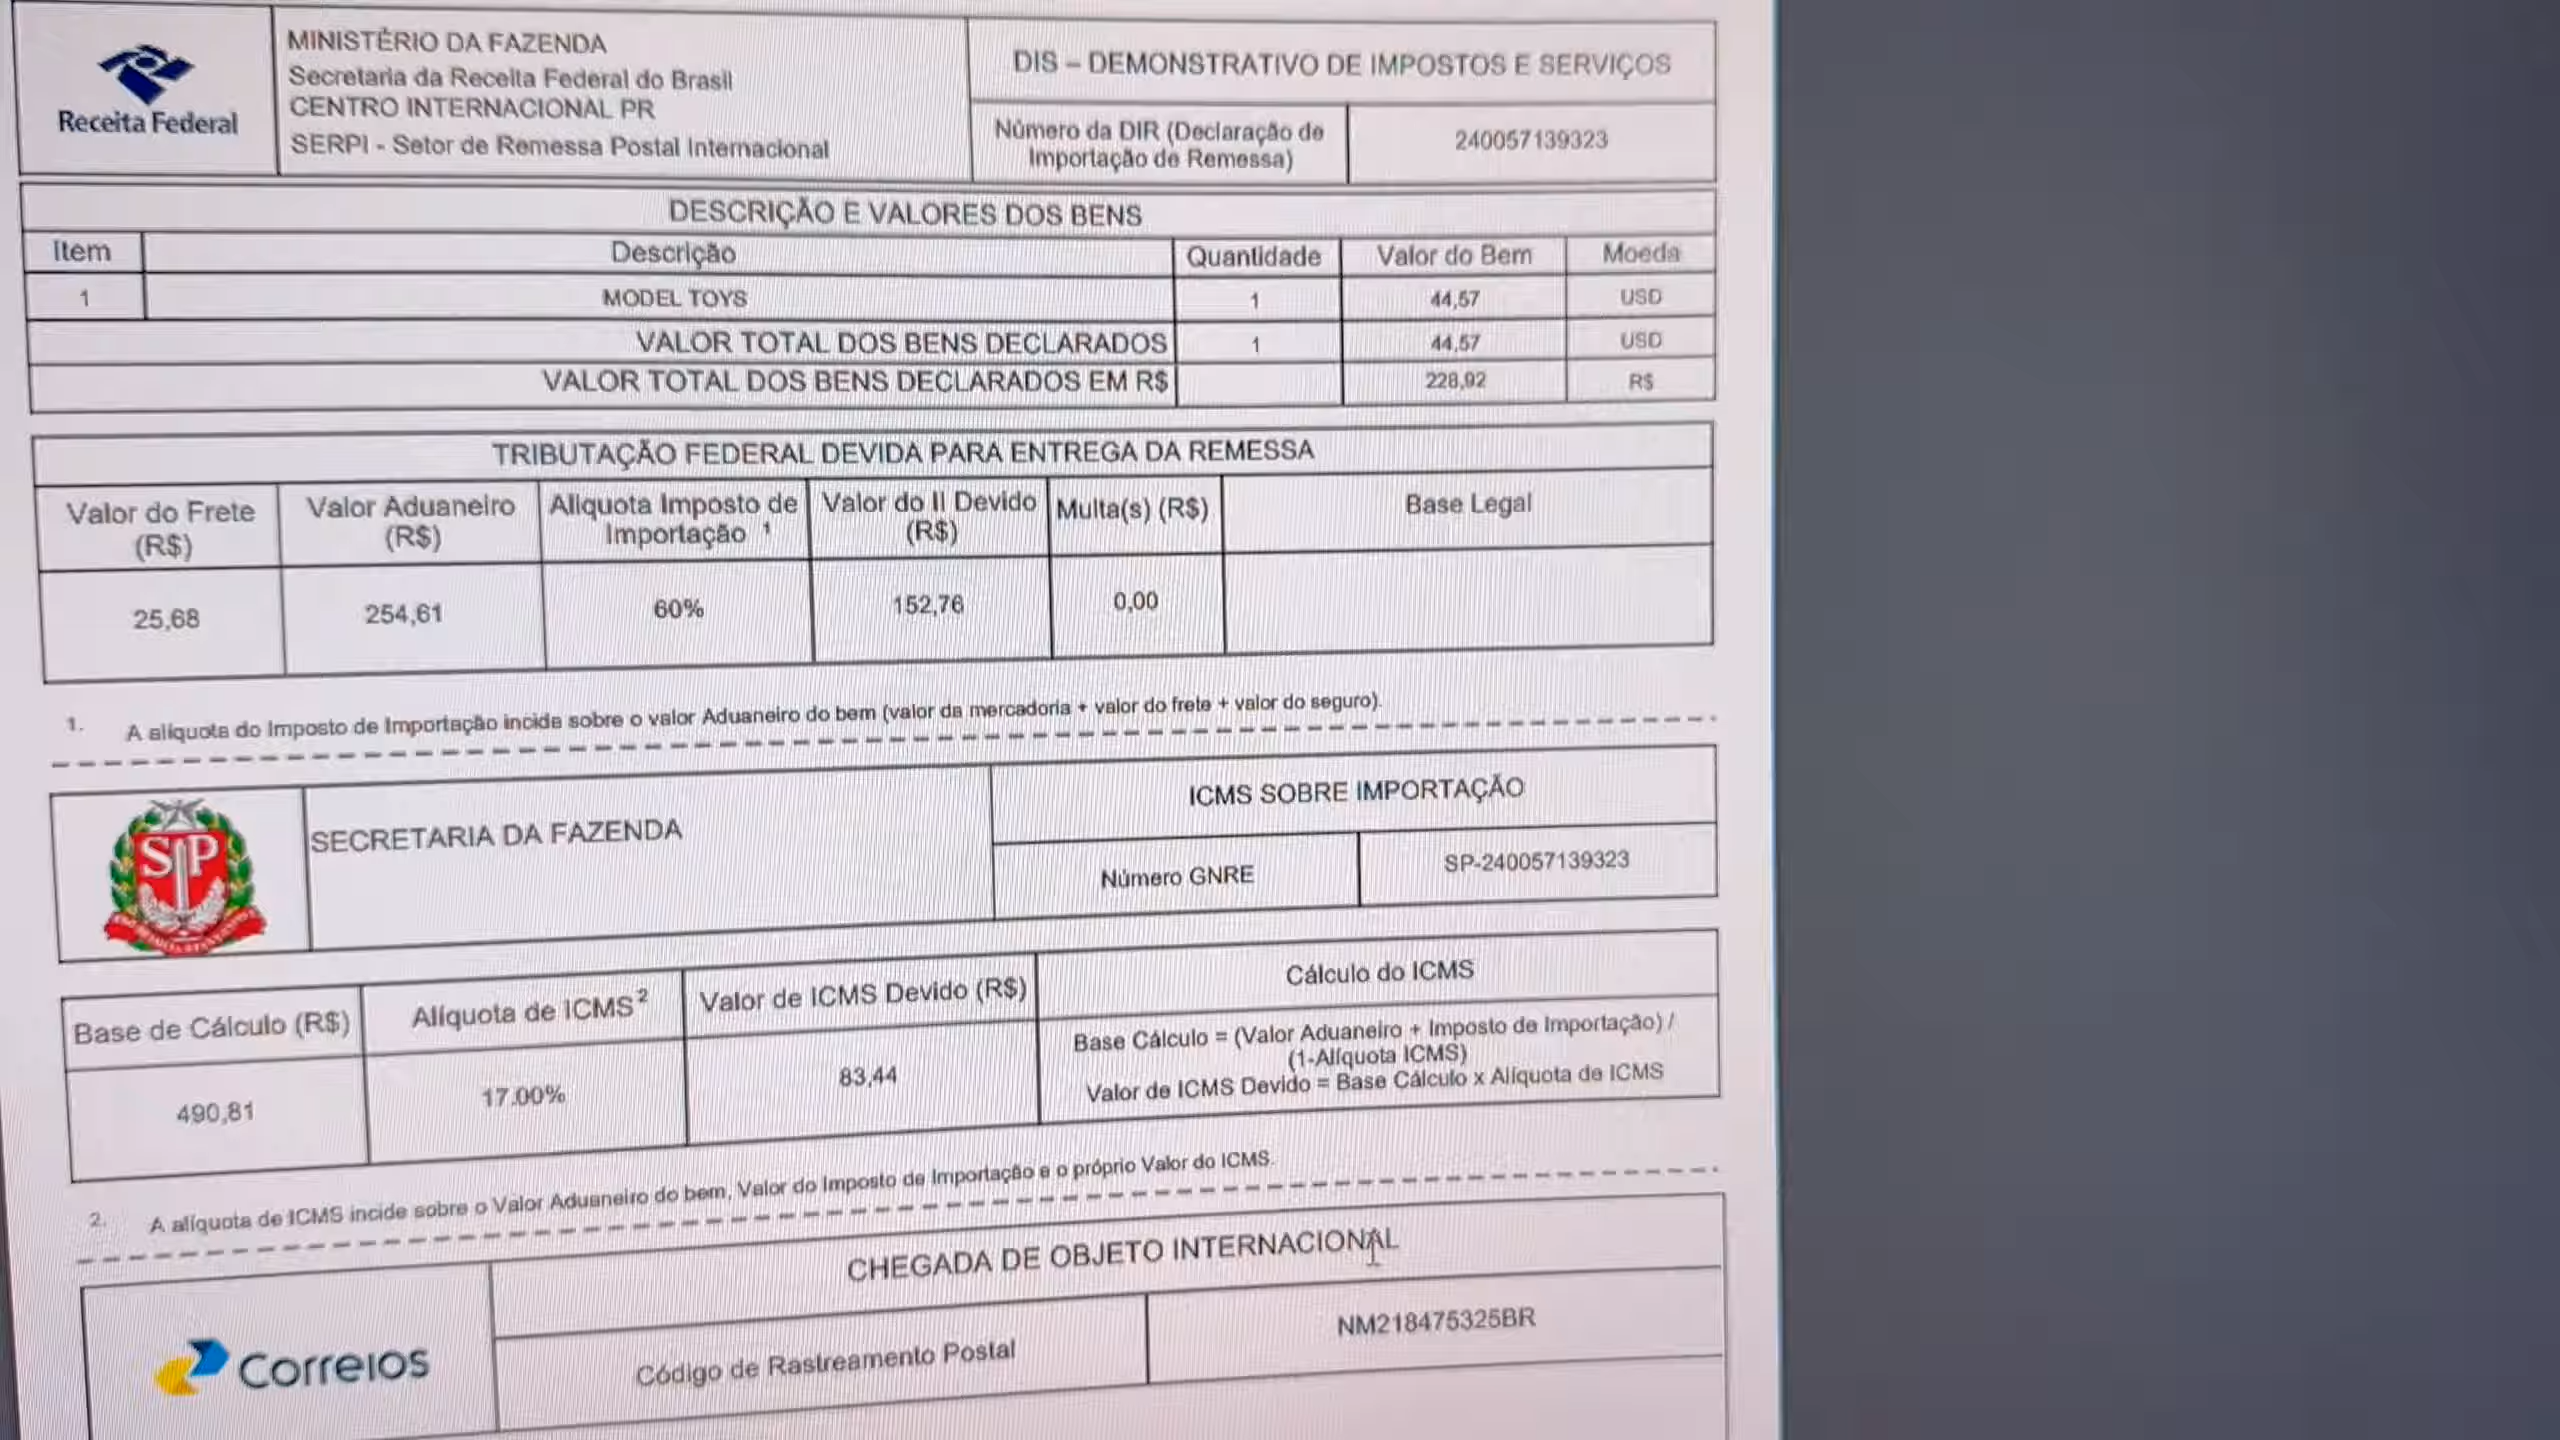 Receita Federal
MINISTÉRIO DA FAZENDA
Secretaria da Receita Federal do Brasil
CENTRO INTERNACIONAL PR
SERPI - Setor de Remessa Postal Internacional
DIS – DEMONSTRATIVO DE IMPOSTOS E SERVIÇOS
Número da DIR (Declaração de
Importação de Remessa)
240057139323
DESCRIÇÃO E VALORES DOS BENS
Item Descrição Quantidade Valor do Bem Moeda
1 MODEL TOYS 1 44,57 USD
VALOR TOTAL DOS BENS DECLARADOS 1 44,57 USD
VALOR TOTAL DOS BENS DECLARADOS EM R$ 228,92 R$
TRIBUTAÇÃO FEDERAL DEVIDA PARA ENTREGA DA REMESSA
Valor do Frete
(R$)
Valor Aduaneiro
(R$)
Alíquota Imposto de
Importação 1
Valor do II Devido
(R$)
Multa(s) (R$)
Base Legal
25,68 254,61 60% 152,76 0,00
1. A alíquota do Imposto de Importação incide sobre o valor Aduaneiro do bem (valor da mercadoria + valor do frete + valor do seguro).
SP
SECRETARIA DA FAZENDA
ICMS SOBRE IMPORTAÇÃO
Número GNRE
SP-240057139323
Base de Cálculo (R$) Alíquota de ICMS 2 Valor de ICMS Devido (R$) Cálculo do ICMS
490,81 17.00% 83,44
Base Cálculo = (Valor Aduaneiro + Imposto de Importação) /
(1-Alíquota ICMS)
Valor de ICMS Devido = Base Cálculo x Alíquota de ICMS
2. A alíquota de ICMS incide sobre o Valor Aduaneiro do bem, Valor do Imposto de Importação e o próprio Valor do ICMS.
Correios
CHEGADA DE OBJETO INTERNACIONAL
Código de Rastreamento Postal
NM218475325BR